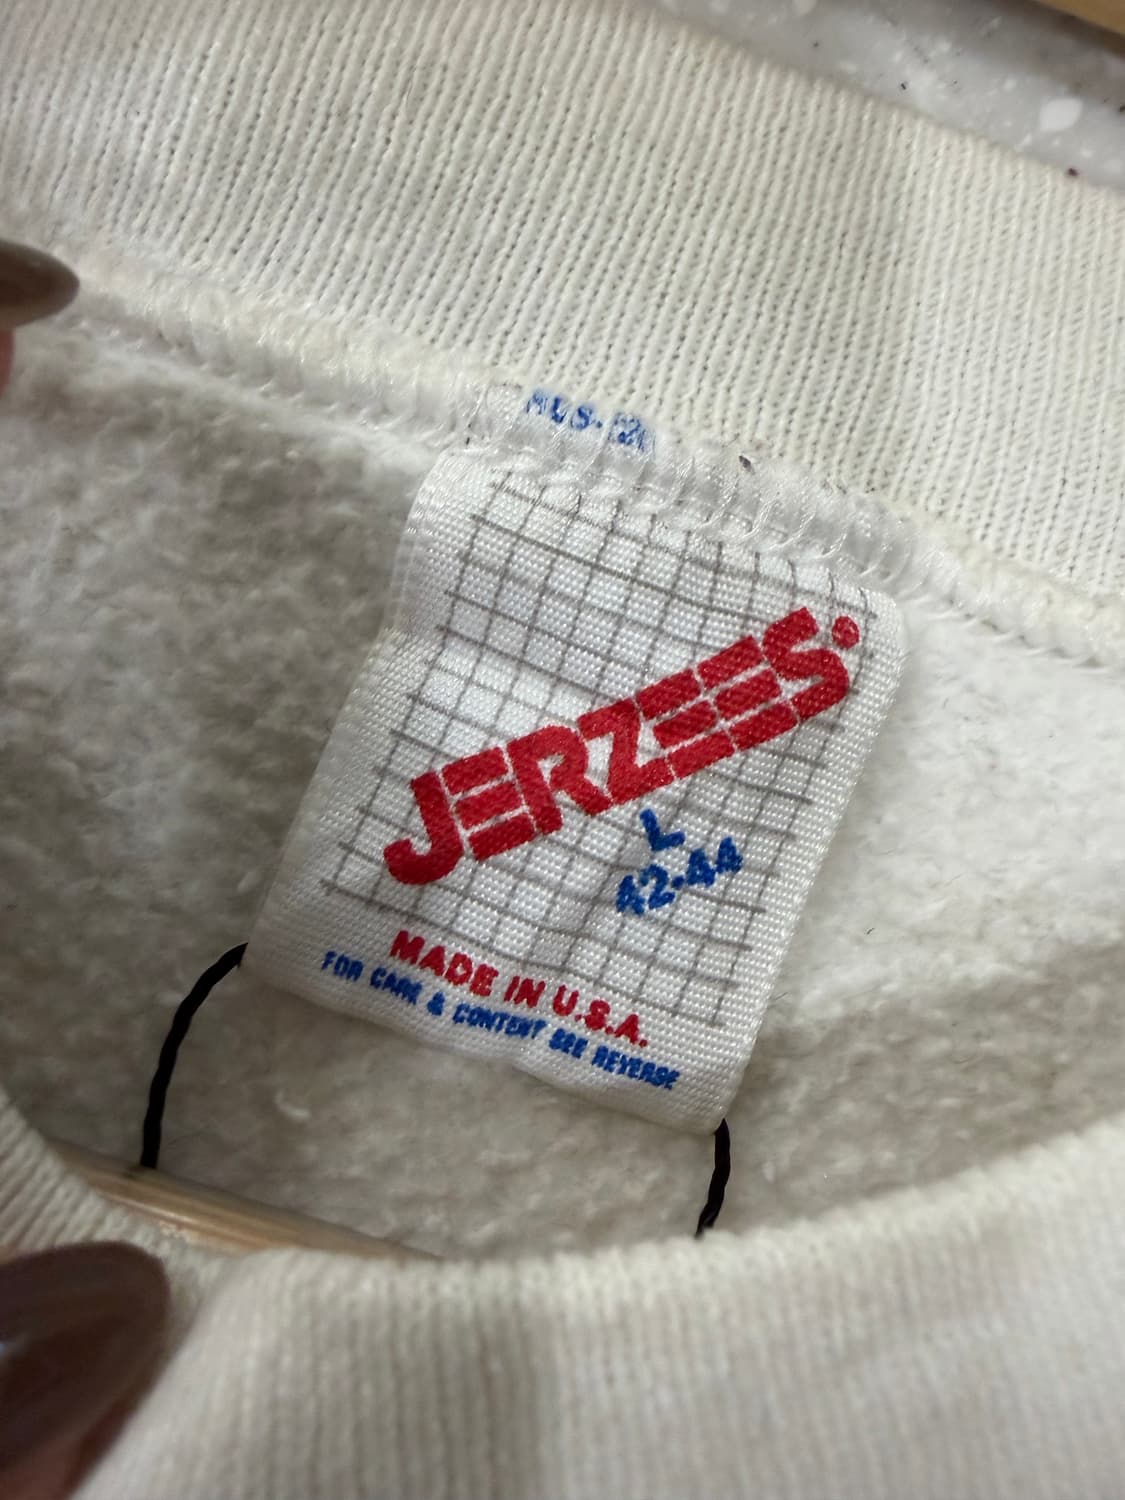 JERZEES®
L
42-44
MADE IN U.S.A.
FOR CARE & CONTENT SEE REVERSE